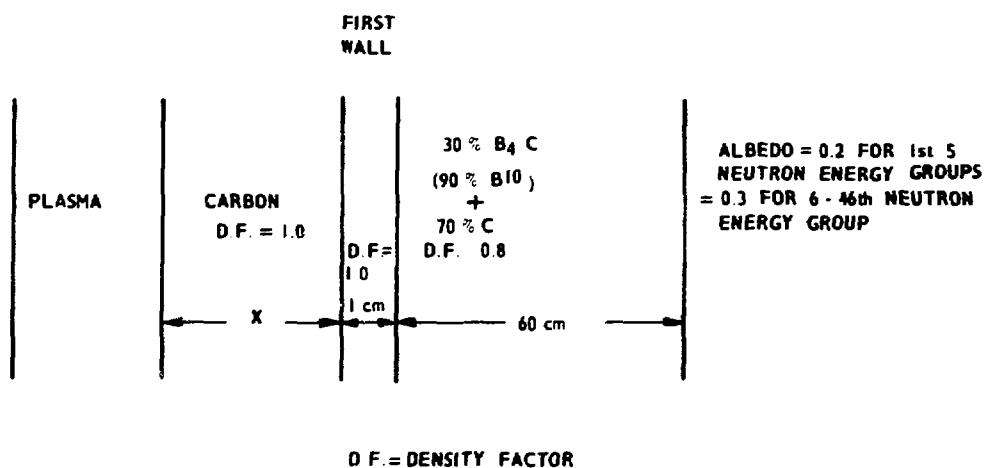 FIRST
WALL
PLASMA
CARBON
D.F. = 1.0
D.F.=
1 0
1 cm
30 % B4 C
(90 % B10 )
+
70 % C
D.F. 0.8
ALBEDO = 0.2 FOR 1st 5
NEUTRON ENERGY GROUPS
= 0.3 FOR 6 - 46th NEUTRON
ENERGY GROUP
X
60 cm
D F.= DENSITY FACTOR